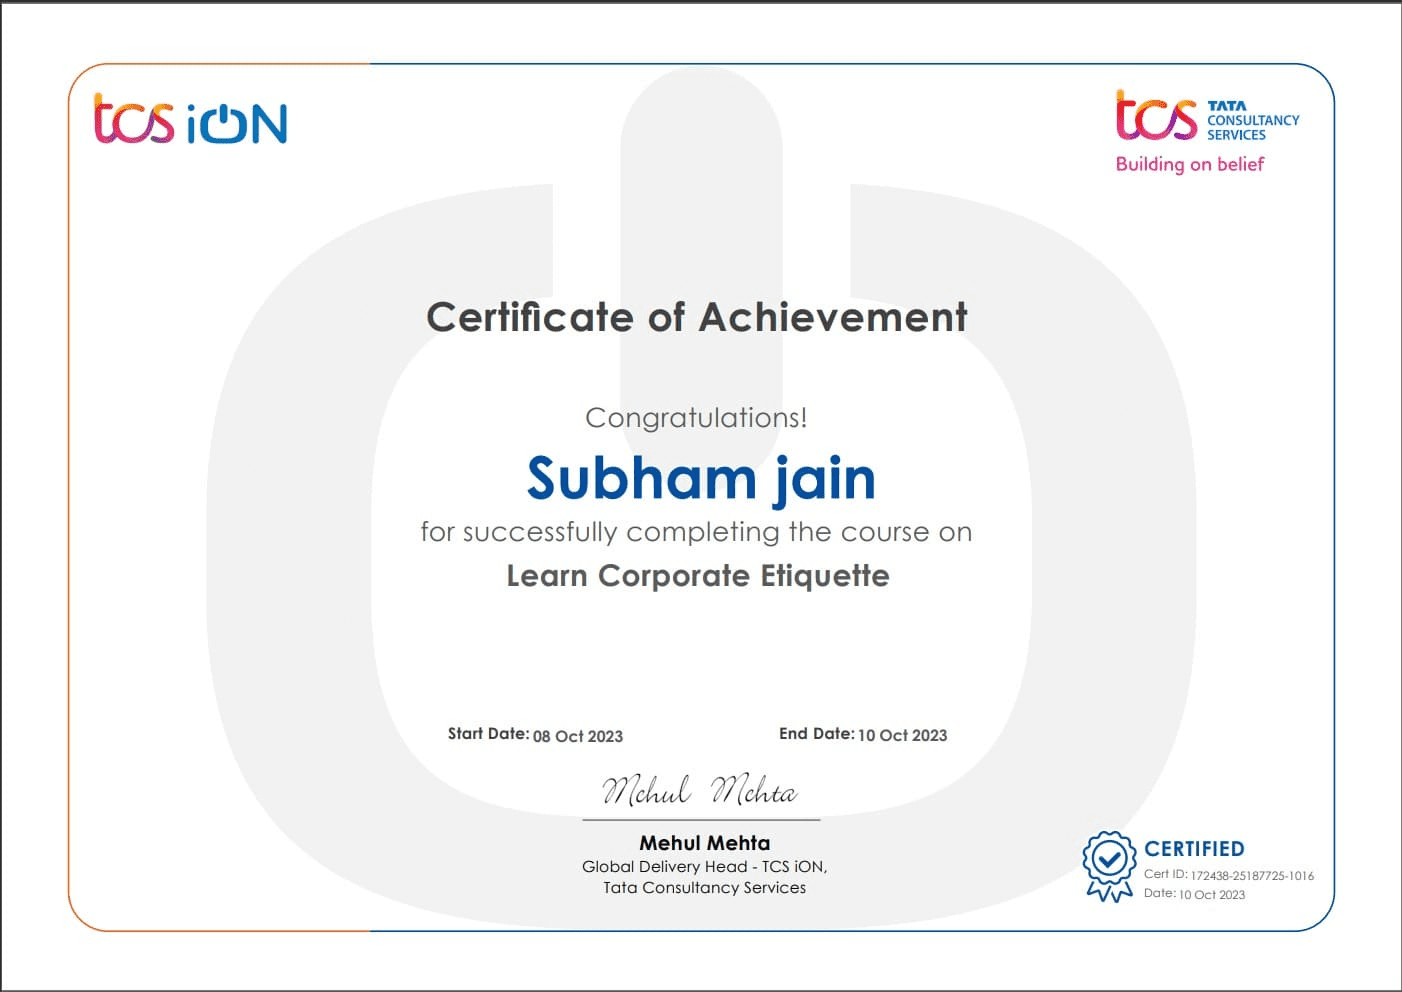 tcs iON
tcs TATA
CONSULTANCY
SERVICES
Building on belief
Certificate of Achievement
Congratulations!
Subham jain
for successfully completing the course on
Learn Corporate Etiquette
Start Date: 08 Oct 2023 End Date: 10 Oct 2023
Mehul Mehta
Mehul Mehta
Global Delivery Head - TCS iON,
Tata Consultancy Services
CERTIFIED
Cert ID: 172438-25187725-1016
Date: 10 Oct 2023